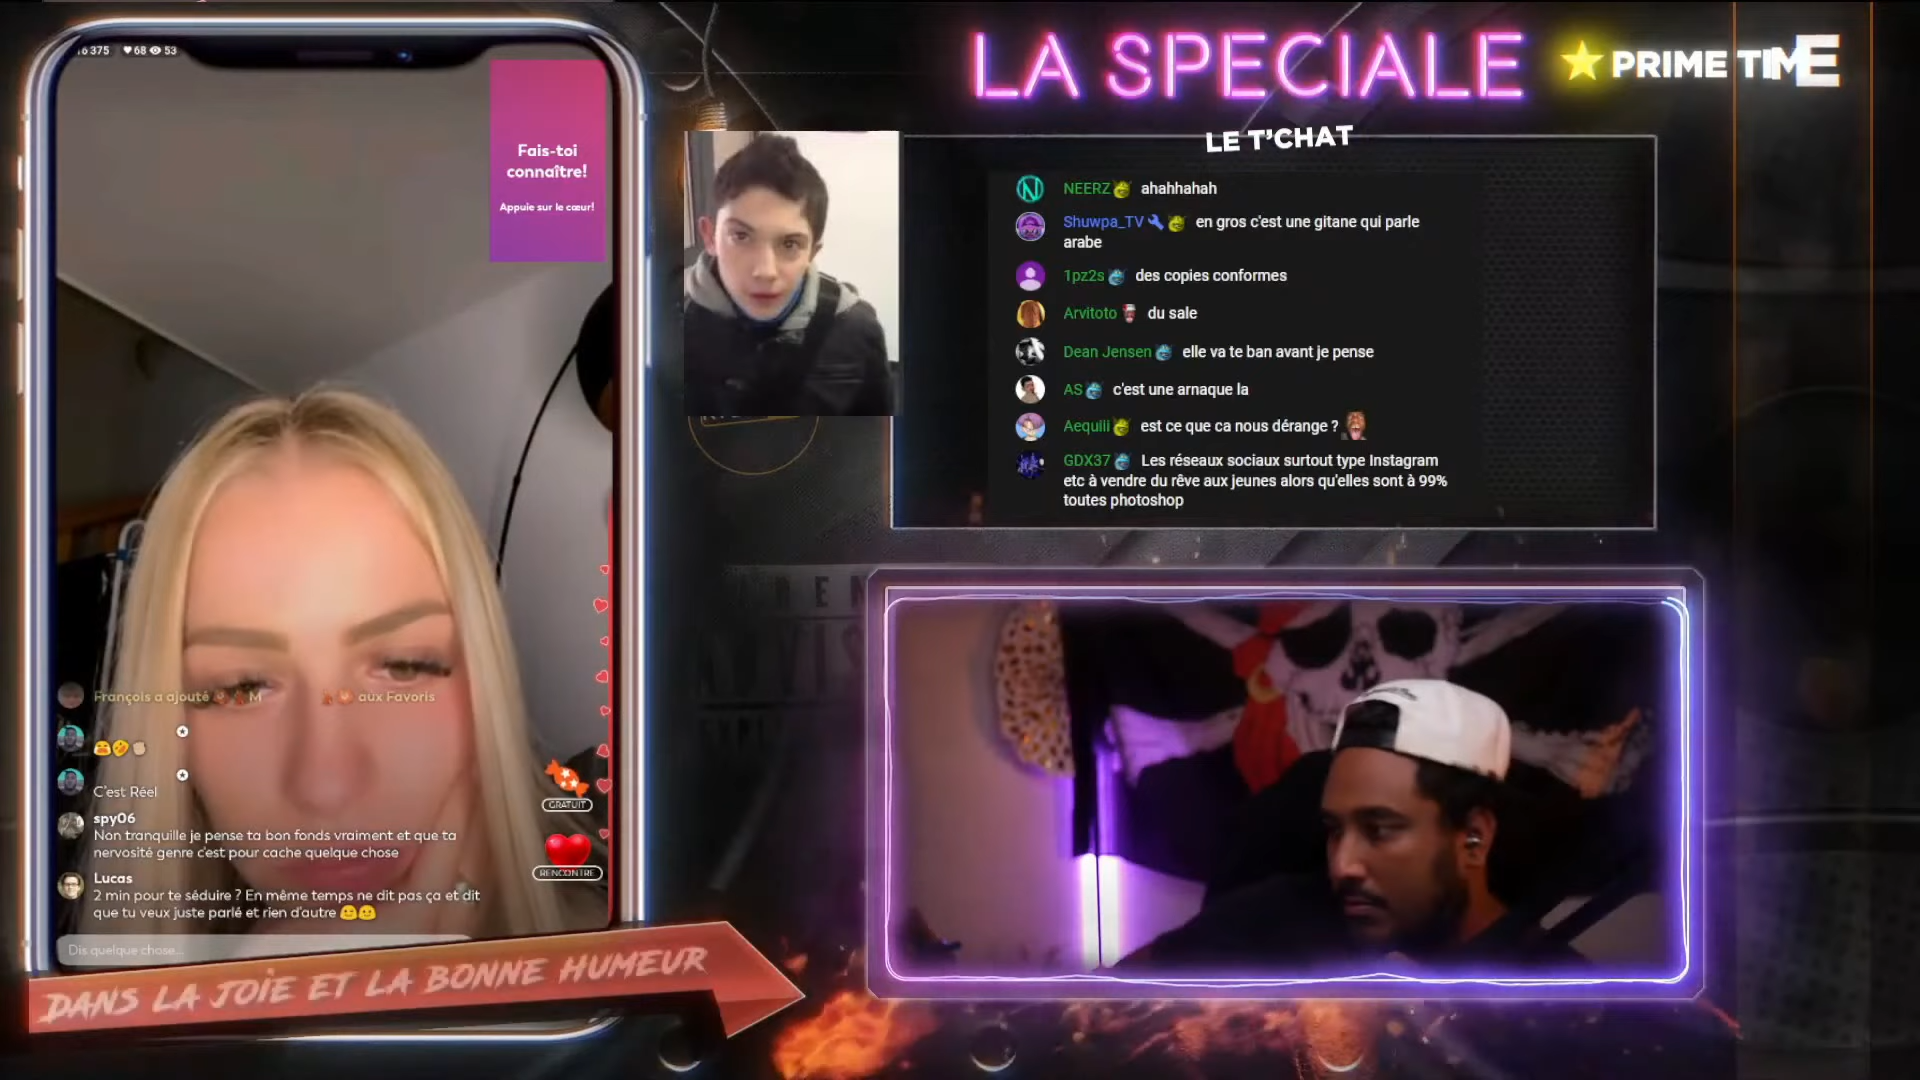 6 375 68 53
Fais-toi
connaître!
Appuie sur le cœur!
François a ajouté M aux Favoris
C'est Réel
spy06
Non tranquille je pense ta bon fonds vraiment et que ta
nervosité genre c'est pour cache quelque chose
Lucas
2 min pour te séduire ? En même temps ne dit pas ça et dit
que tu veux juste parlé et rien d'autre
GRATUIT
RENCONTRE
Dis quelque chose...
DANS LA JOIE ET LA BONNE HUMEUR
LA SPECIALE
PRIME TIME
LE T'CHAT
NEERZ ahahhahah
Shuwpa_TV en gros c'est une gitane qui parle
arabe
1pz2s des copies conformes
Arvitoto du sale
Dean Jensen elle va te ban avant je pense
AS c'est une arnaque la
Aequili est ce que ca nous dérange ?
GDX37 Les réseaux sociaux surtout type Instagram
etc à vendre du rêve aux jeunes alors qu'elles sont à 99%
toutes photoshop